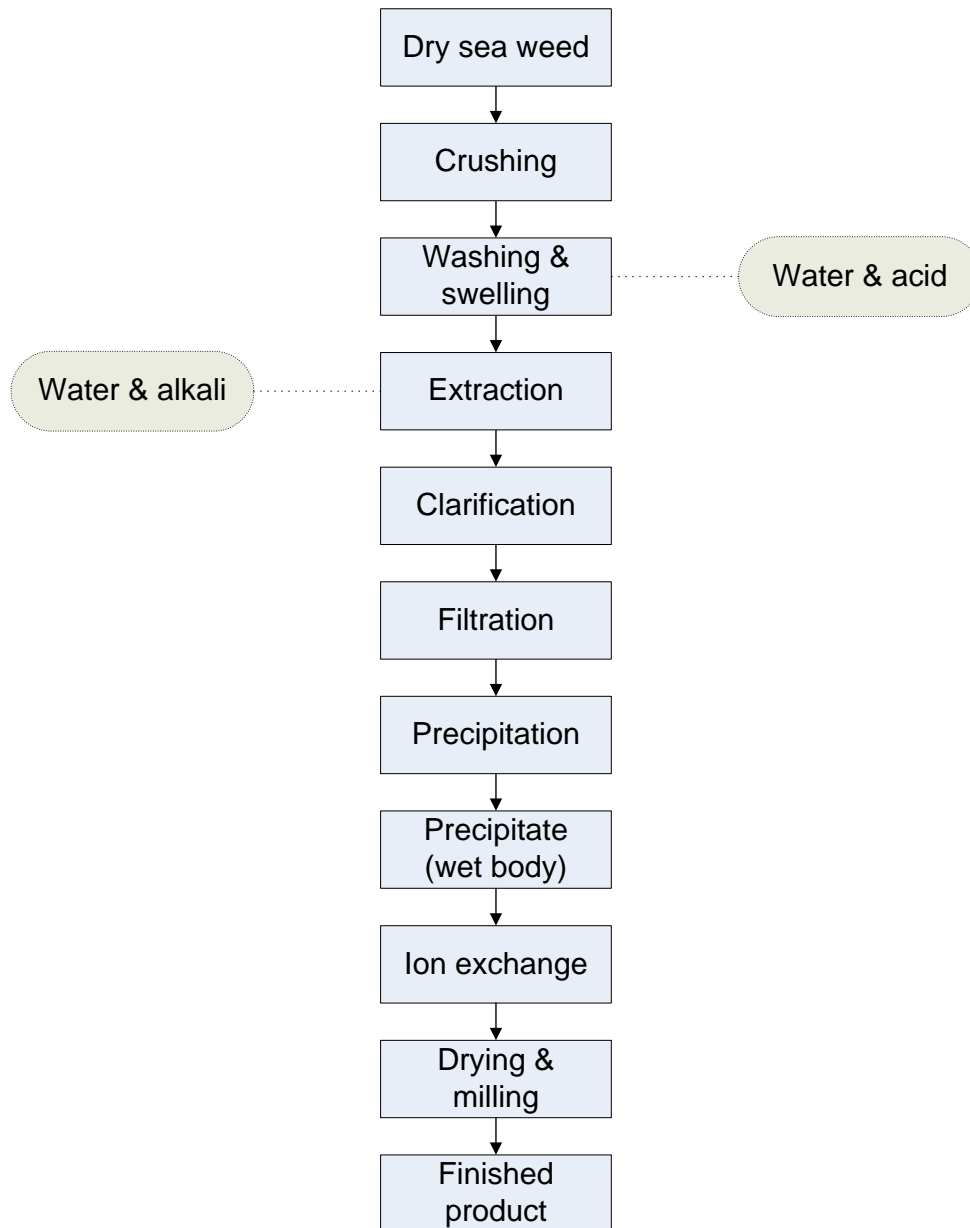 Dry sea weed
Crushing
Washing &
swelling
Water & acid
Water & alkali
Extraction
Clarification
Filtration
Precipitation
Precipitate
(wet body)
Ion exchange
Drying &
milling
Finished
product